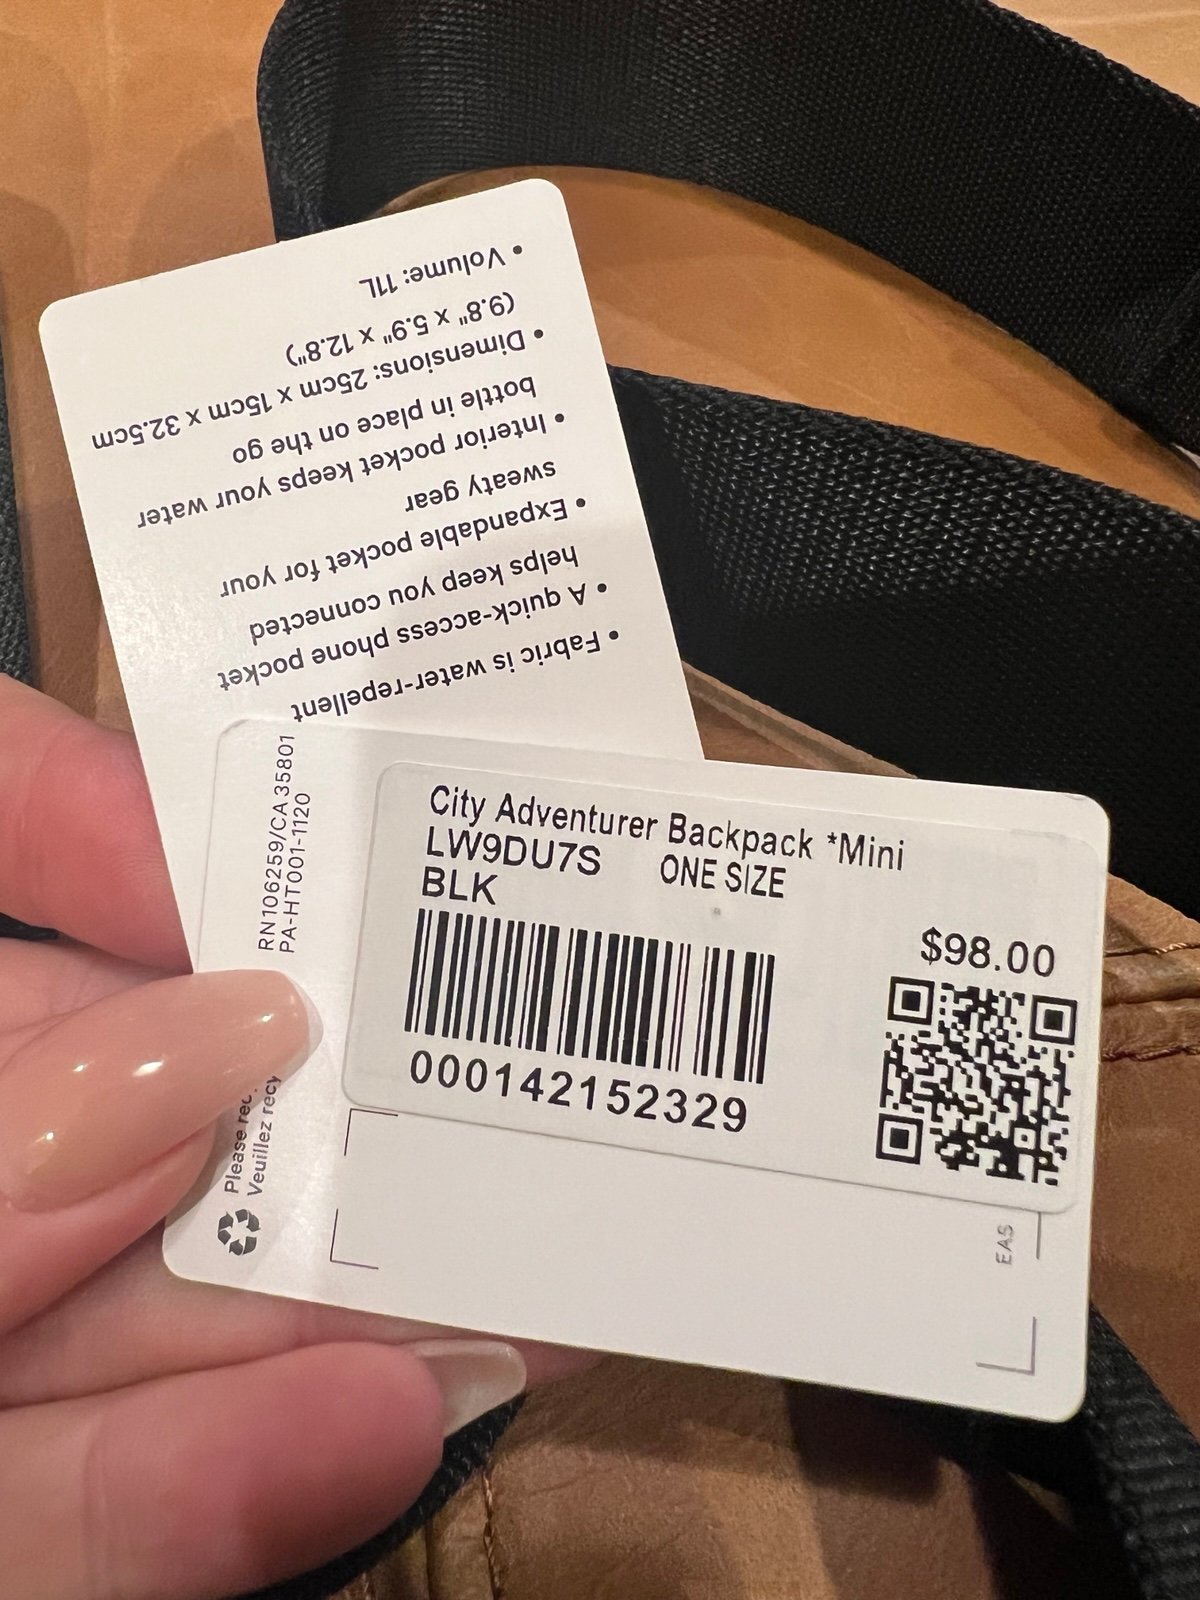 • Fabric is water-repellent
• A quick-access phone pocket
helps keep you connected
• Expandable pocket for your
sweaty gear
• Interior pocket keeps your water
bottle in place on the go
• Dimensions: 25cm x 15cm x 32.5cm
(9.8" x 5.9" x 12.8")
• Volume: 11L
RN106259/CA35801
PA-HT001-1120
Please
Veuillez
City Adventurer Backpack *Mini
LW9DU7S ONE SIZE
BLK
$98.00
000142152329
EAS